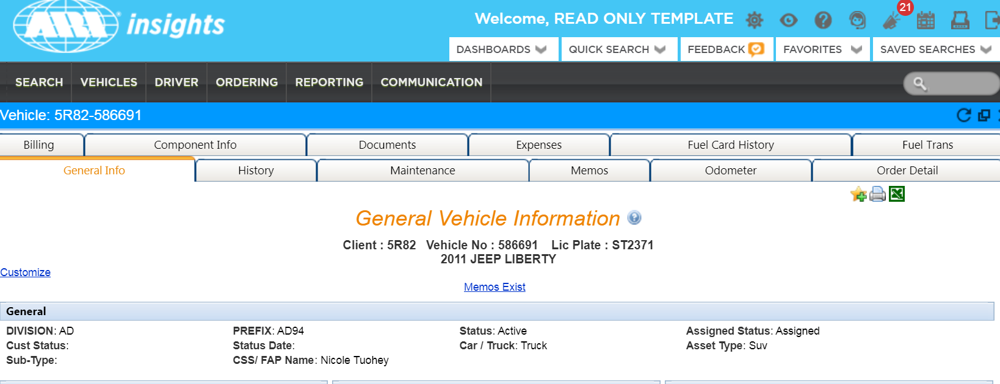 ARI insights
Welcome, READ ONLY TEMPLATE
21
DASHBOARDS QUICK SEARCH FEEDBACK FAVORITES SAVED SEARCHES
SEARCH VEHICLES DRIVER ORDERING REPORTING COMMUNICATION
Vehicle: 5R82-586691
Billing Component Info Documents Expenses Fuel Card History Fuel Trans
General Info History Maintenance Memos Odometer Order Detail
General Vehicle Information
Client : 5R82 Vehicle No : 586691 Lic Plate : ST2371
2011 JEEP LIBERTY
Customize
Memos Exist
General
DIVISION: AD PREFIX: AD94 Status: Active Assigned Status: Assigned
Cust Status: Status Date: Car / Truck: Truck Asset Type: Suv
Sub-Type: CSS/ FAP Name: Nicole Tuohey